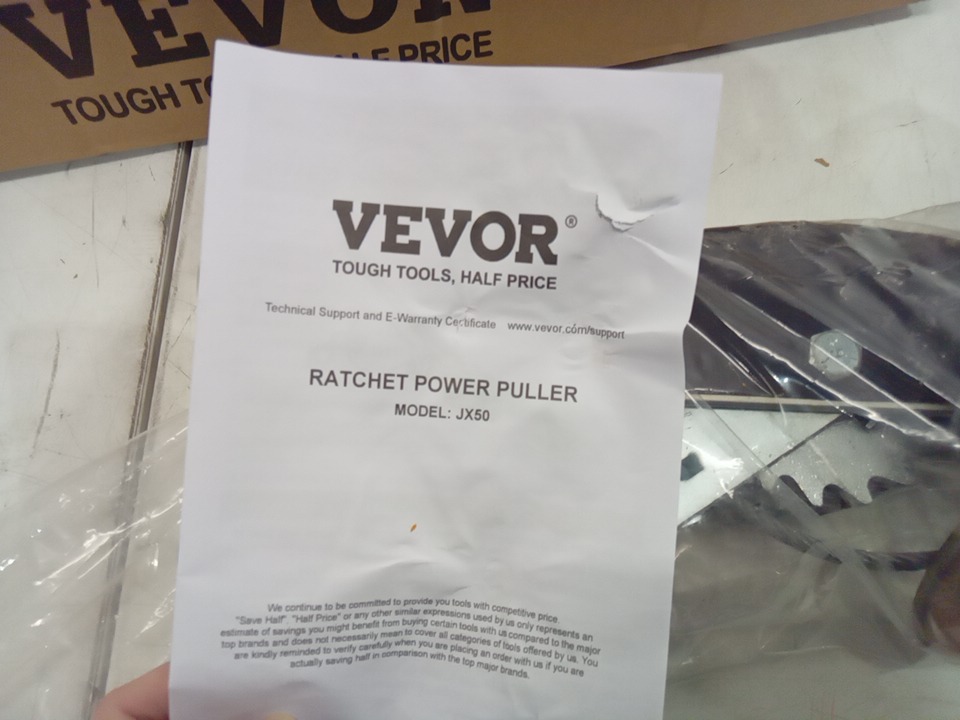 VEVOR
TOUGH TO HALF PRICE
VEVOR®
TOUGH TOOLS, HALF PRICE
Technical Support and E-Warranty Certificate www.vevor.com/support
RATCHET POWER PULLER
MODEL: JX50
We continue to be committed to provide you tools with competitive price.
"Save Half", "Half Price" or any other similar expressions used by us only represents an
estimate of savings you might benefit from buying certain tools with us compared to the major
top brands and does not necessarily mean to cover all categories of tools offered by us. You
are kindly reminded to verify carefully when you are placing an order with us if you are
actually saving half in comparison with the top major brands.